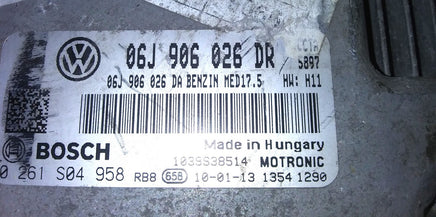 06J 906 026 DR
5897
06J 906 026 DA BENZIN MED17.5 HW: H11
Made in Hungary
BOSCH
1039S38514 MOTRONIC
0 261 S04 958 RB8 658 10-01-13 1354 1290